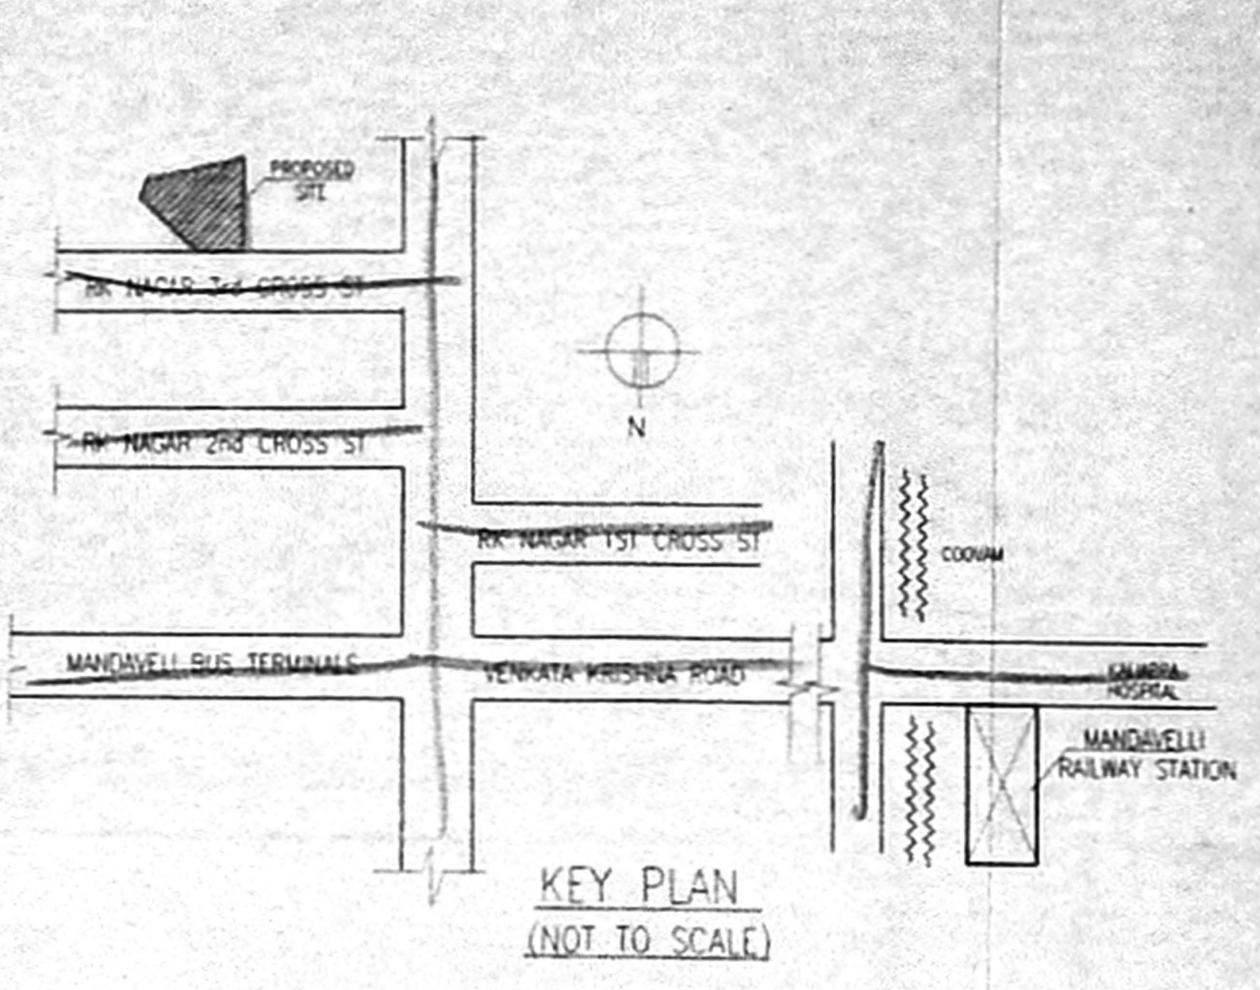 PROPOSED
SITE
RK NAGAR 3rd CROSS ST
N
RK NAGAR 2nd CROSS ST
RK NAGAR 1ST CROSS ST
COOVAM
MANDAVELI BUS TERMINALS
VENKATA KRISHNA ROAD
HOSPITAL
MANDAVELLI
RAILWAY STATION
KEY PLAN
(NOT TO SCALE)